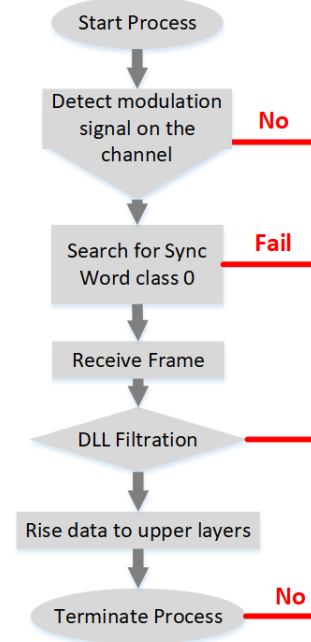 Start Process
Detect modulation
signal on the
channel
No
Search for Sync
Word class 0
Fail
Receive Frame
DLL Filtration
Rise data to upper layers
Terminate Process
No